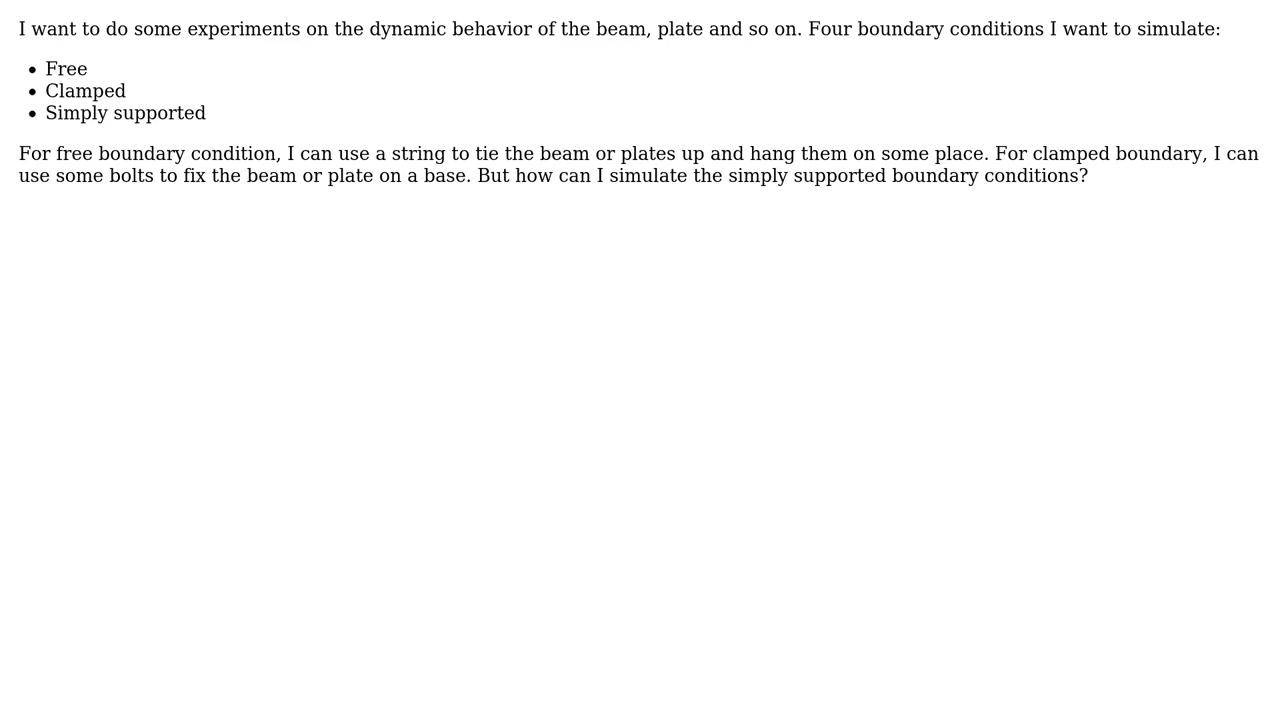 I want to do some experiments on the dynamic behavior of the beam, plate and so on. Four boundary conditions I want to simulate:
• Free
• Clamped
• Simply supported
For free boundary condition, I can use a string to tie the beam or plates up and hang them on some place. For clamped boundary, I can
use some bolts to fix the beam or plate on a base. But how can I simulate the simply supported boundary conditions?